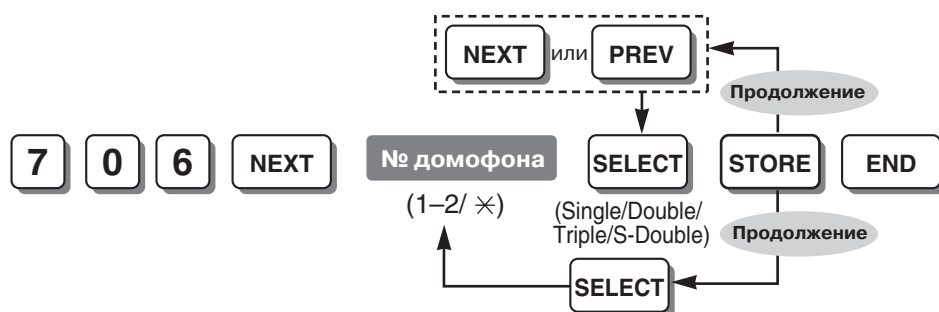 NEXT или PREV
Продолжение
7 0 6 NEXT № домофона SELECT STORE END
(1–2/ ✳)
(Single/Double/
Triple/S-Double)
Продолжение
SELECT